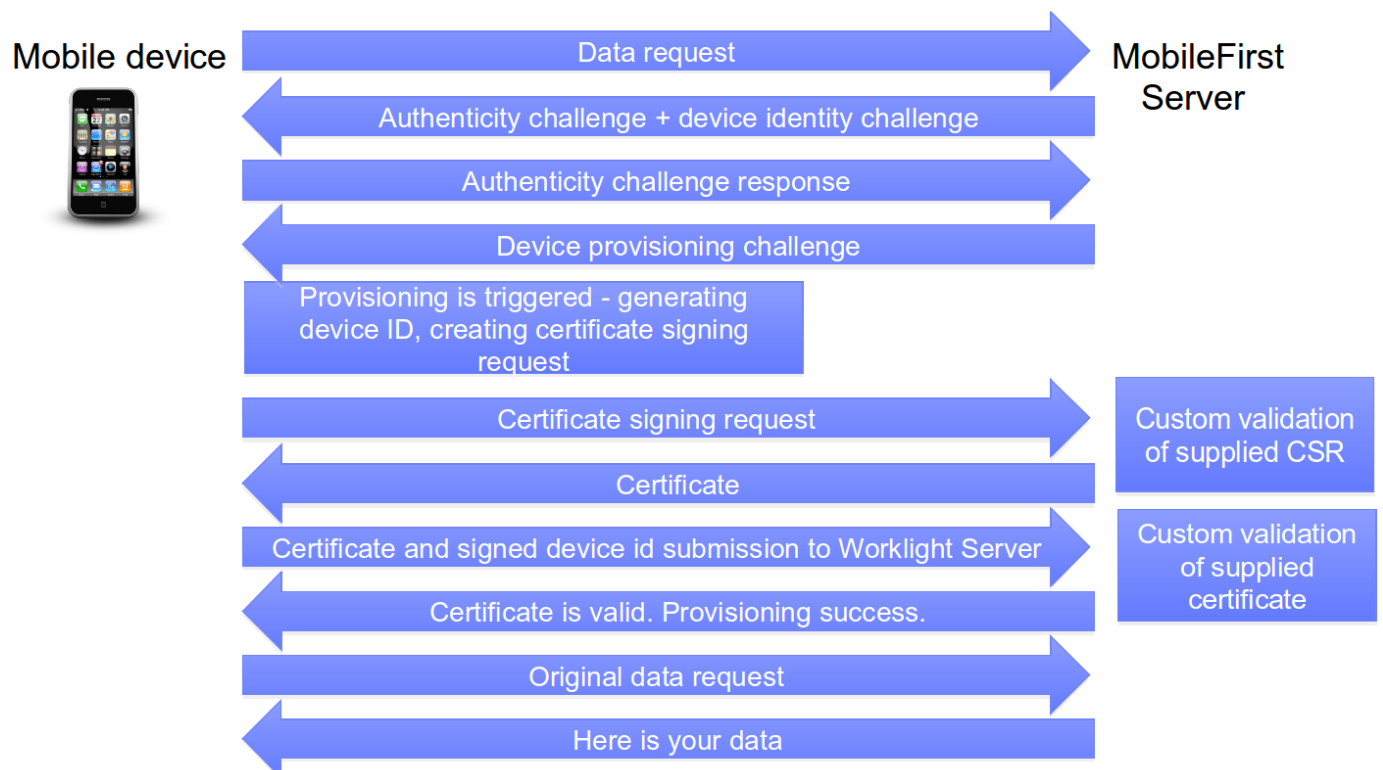 Mobile device
Data request
MobileFirst
Server
Authenticity challenge + device identity challenge
Authenticity challenge response
Device provisioning challenge
Provisioning is triggered - generating
device ID, creating certificate signing
request
Certificate signing request
Custom validation
of supplied CSR
Certificate
Certificate and signed device id submission to Worklight Server
Custom validation
of supplied
certificate
Certificate is valid. Provisioning success.
Original data request
Here is your data